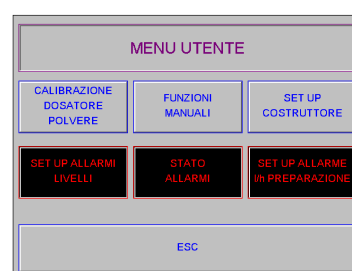 MENU UTENTE
CALIBRAZIONE
DOSATORE
POLVERE
FUNZIONI
MANUALI
SET UP
COSTRUTTORE
SET UP ALLARMI
LIVELLI
STATO
ALLARMI
SET UP ALLARME
l/h PREPARAZIONE
ESC